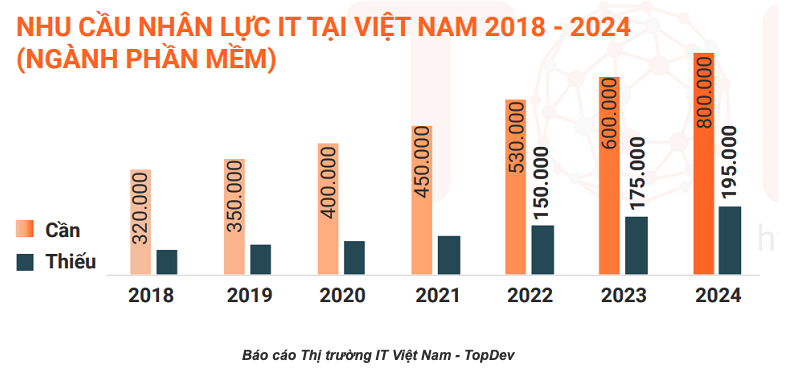 NHU CẦU NHÂN LỰC IT TẠI VIỆT NAM 2018 - 2024
(NGÀNH PHẦN MỀM)
320.000
350.000
400.000
450.000
530.000
150.000
600.000
175.000
800.000
195.000
Cần
Thiếu
2018 2019 2020 2021 2022 2023 2024
Báo cáo Thị trường IT Việt Nam - TopDev